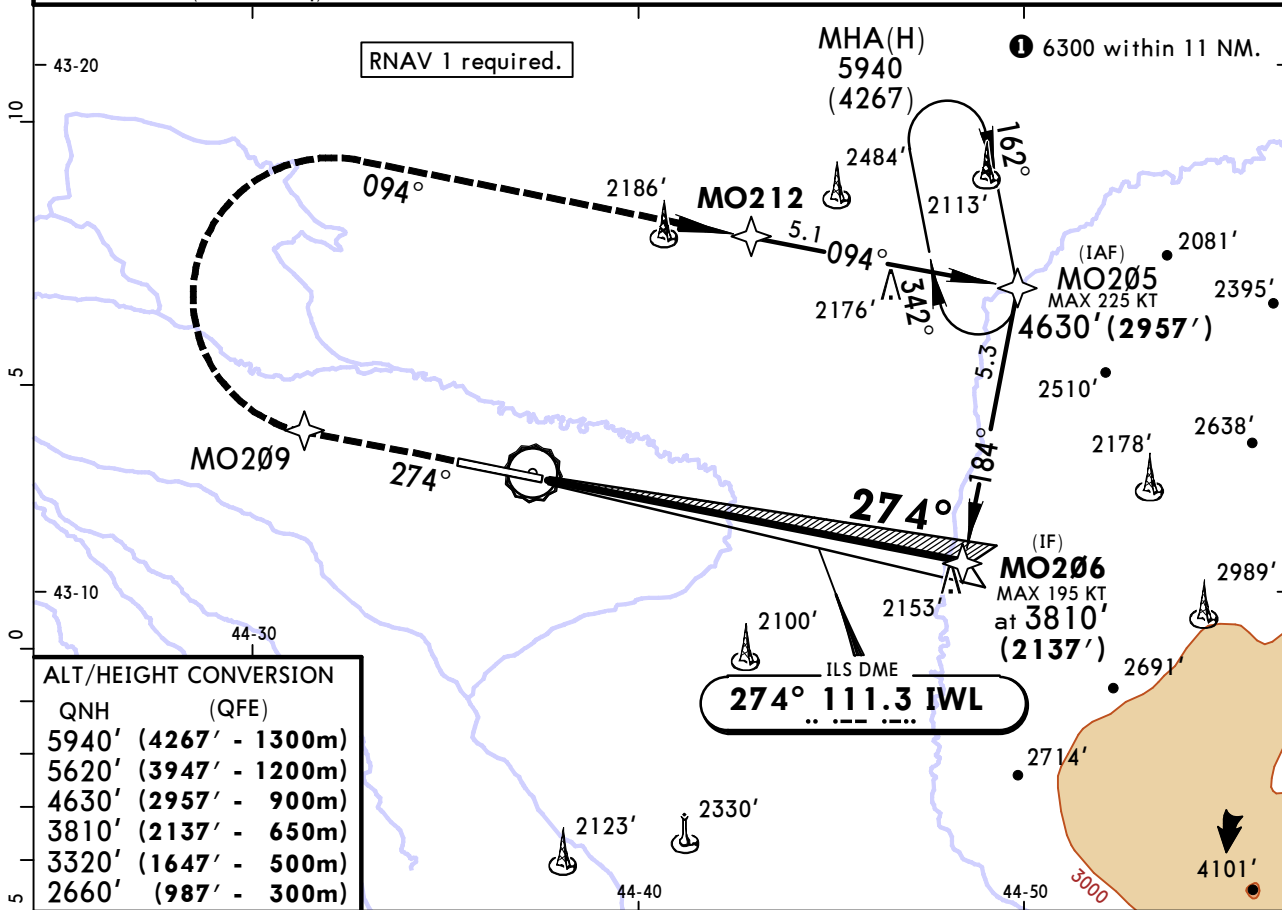 RNAV 1 required.
MHA(H)
5940
(4267)
1 6300 within 11 NM.
43-20
10
162°
2484'
2113'
094°
2186'
MO212
5.1
094°
2176'
342°
(IAF)
MO2Ø5
MAX 225 KT
4630' (2957')
2081'
2395'
5.3
2510'
2638'
2178'
184°
5
MO2Ø9
274°
274°
(IF)
MO2Ø6
MAX 195 KT
at 3810'
(2137')
2153'
2989'
43-10
44-30
0
2100'
2691'
ILS DME
274° 111.3 IWL
2714'
ALT/HEIGHT CONVERSION
QNH (QFE)
5940' (4267' - 1300m)
5620' (3947' - 1200m)
4630' (2957' - 900m)
3810' (2137' - 650m)
3320' (1647' - 500m)
2660' (987' - 300m)
2123'
2330'
4101'
3000
5
44-40
44-50